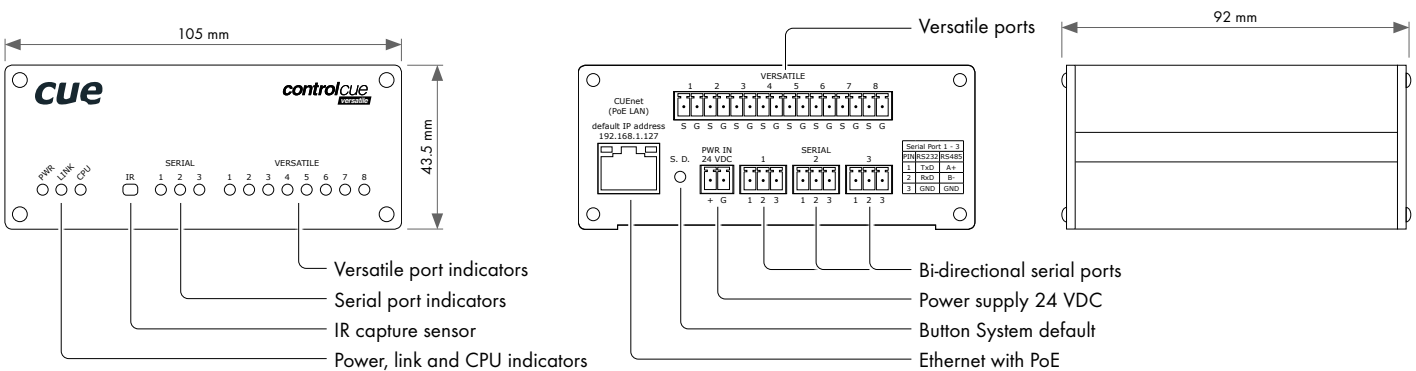 105 mm
cue
controlcue
versatile
43.5 mm
PWR
LINK
CPU
IR
SERIAL
1 2 3
VERSATILE
1 2 3 4 5 6 7 8
Versatile port indicators
Serial port indicators
IR capture sensor
Power, link and CPU indicators
Versatile ports
VERSATILE
1 2 3 4 5 6 7 8
S G S G S G S G S G S G S G S G
CUEnet
(PoE LAN)
default IP address
192.168.1.127
S. D.
PWR IN
24 VDC
+ G
SERIAL
1 2 3
1 2 3 1 2 3 1 2 3
Serial Port 1 - 3
PIN RS232 RS485
1 TxD A+
2 RxD B-
3 GND GND
Bi-directional serial ports
Power supply 24 VDC
Button System default
Ethernet with PoE
92 mm